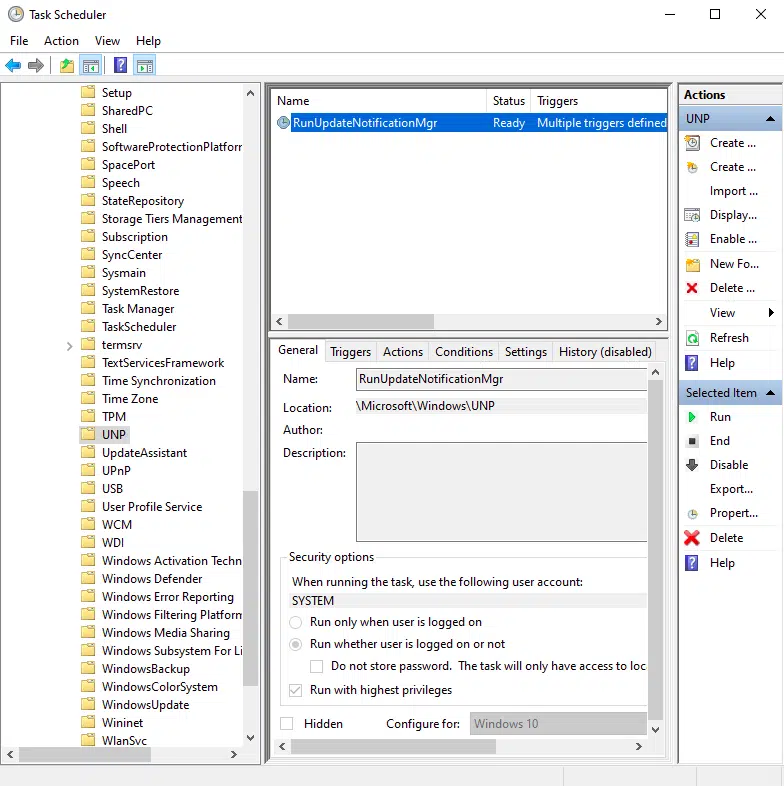 Task Scheduler
File Action View Help
Setup
SharedPC
Shell
SoftwareProtectionPlatforr
SpacePort
Speech
StateRepository
Storage Tiers Management
Subscription
SyncCenter
Sysmain
SystemRestore
Task Manager
TaskScheduler
termsrv
TextServicesFramework
Time Synchronization
Time Zone
TPM
UNP
UpdateAssistant
UPnP
USB
User Profile Service
WCM
WDI
Windows Activation Techn
Windows Defender
Windows Error Reporting
Windows Filtering Platform
Windows Media Sharing
Windows Subsystem For Li
WindowsBackup
WindowsColorSystem
WindowsUpdate
Wininet
WlanSvc
Name Status Triggers
RunUpdateNotificationMgr Ready Multiple triggers defined
General Triggers Actions Conditions Settings History (disabled)
Name: RunUpdateNotificationMgr
Location: \Microsoft\Windows\UNP
Author:
Description:
Security options
When running the task, use the following user account:
SYSTEM
Run only when user is logged on
Run whether user is logged on or not
Do not store password. The task will only have access to loca
Run with highest privileges
Hidden Configure for: Windows 10
Actions
UNP
Create ...
Create ...
Import ...
Display...
Enable ...
New Fo...
Delete ...
View
Refresh
? Help
Selected Item
Run
End
Disable
Export...
Propert...
Delete
? Help